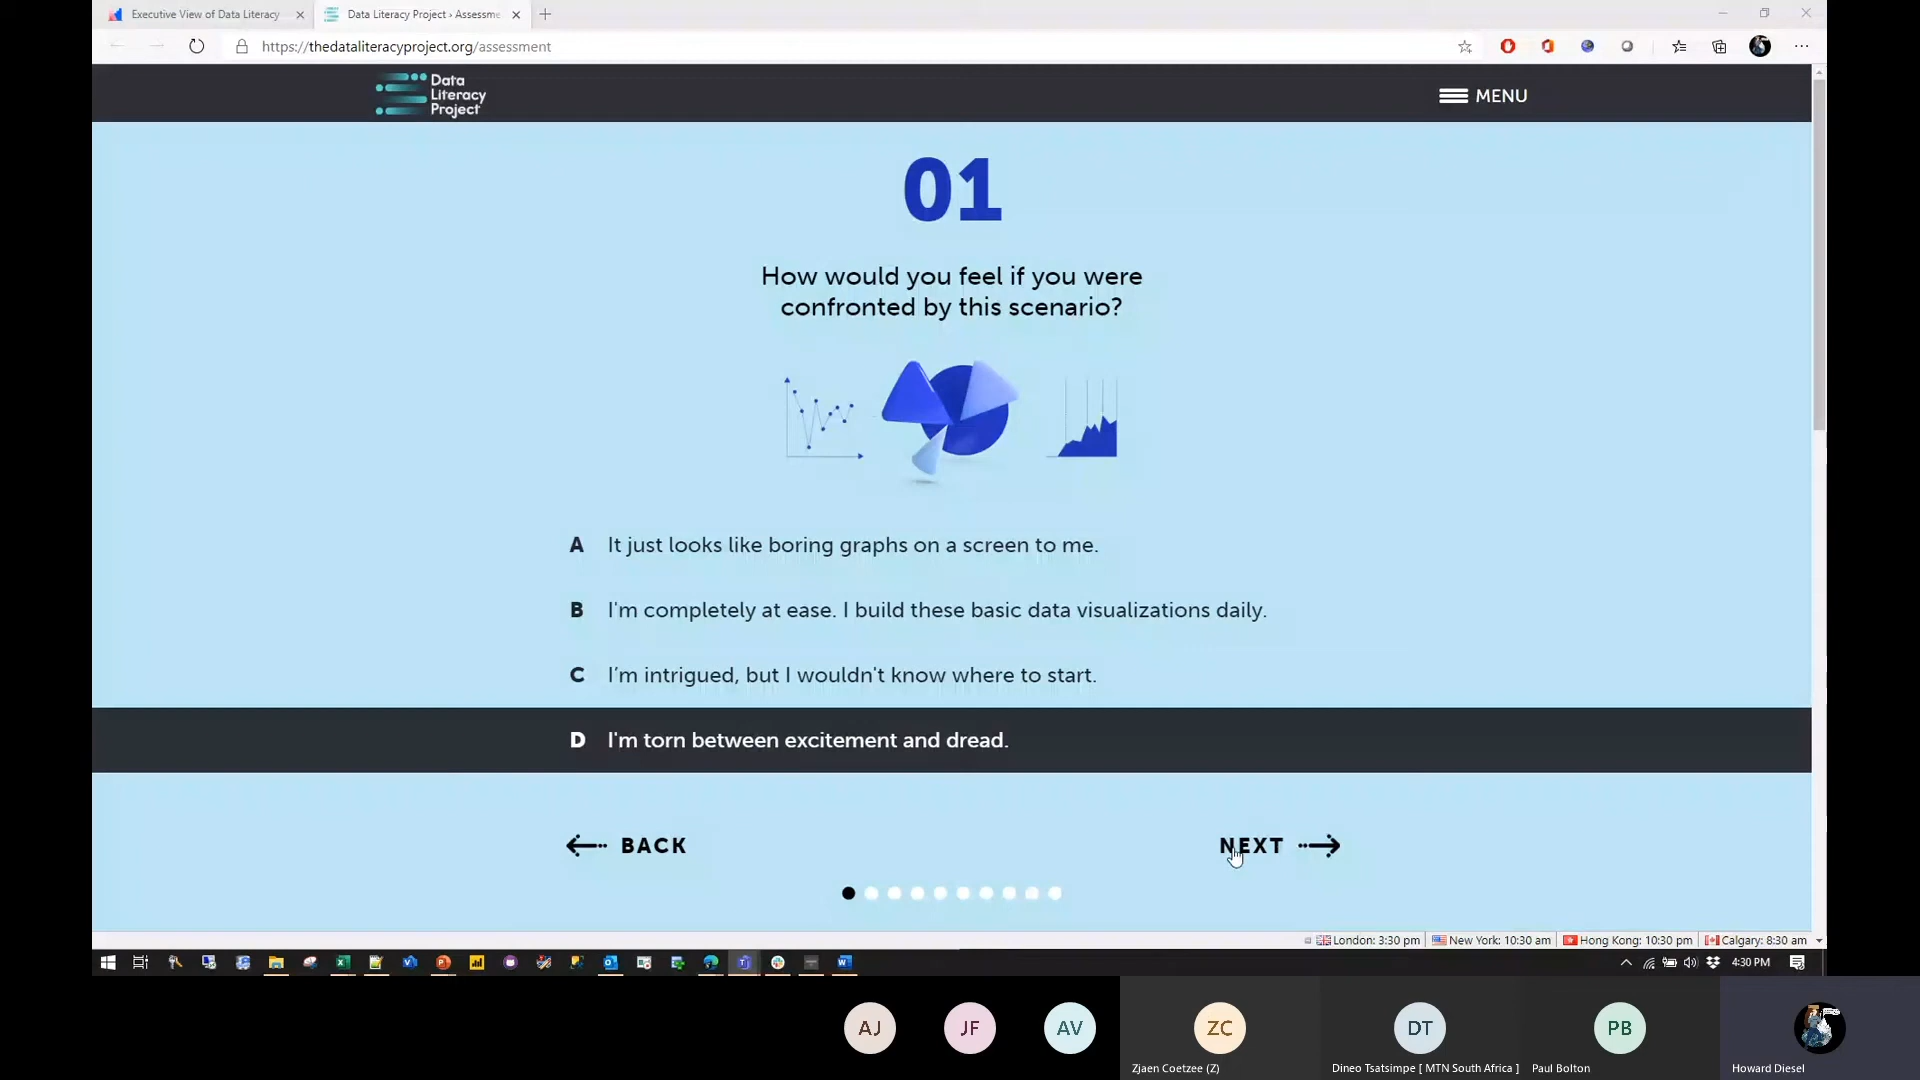 Executive View of Data Literacy
Data Literacy Project › Assessme
https://thedataliteracyproject.org/assessment
Data
Literacy
Project
MENU
01
How would you feel if you were
confronted by this scenario?
A It just looks like boring graphs on a screen to me.
B I'm completely at ease. I build these basic data visualizations daily.
C I'm intrigued, but I wouldn't know where to start.
D I'm torn between excitement and dread.
BACK
NEXT
London: 3:30 pm New York: 10:30 am Hong Kong: 10:30 pm Calgary: 8:30 am
4:30 PM
AJ JF AV ZC DT PB
Zjaen Coetzee (Z) Dineo Tsatsimpe [ MTN South Africa ] Paul Bolton Howard Diesel